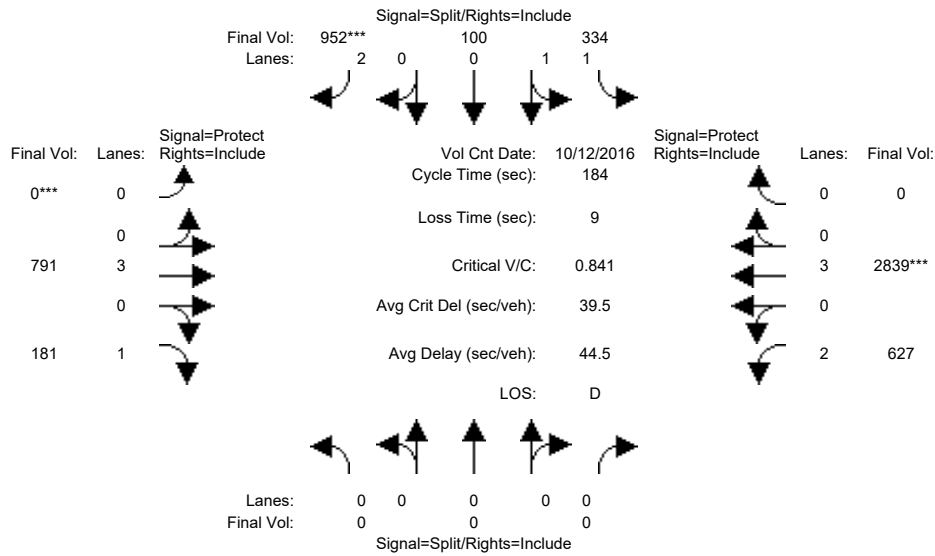 Signal=Split/Rights=Include
Final Vol: 952*** 100 334
Lanes: 2 0 0 1 1
Signal=Protect
Final Vol: Lanes: Rights=Include
Vol Cnt Date: 10/12/2016
Signal=Protect
Rights=Include Lanes: Final Vol:
Cycle Time (sec): 184
0*** 0
0 0
Loss Time (sec): 9
0
0
791 3
Critical V/C: 0.841
3 2839***
0
Avg Crit Del (sec/veh): 39.5
0
181 1
Avg Delay (sec/veh): 44.5
2 627
LOS: D
Lanes: 0 0 0 0 0
Final Vol: 0 0 0
Signal=Split/Rights=Include